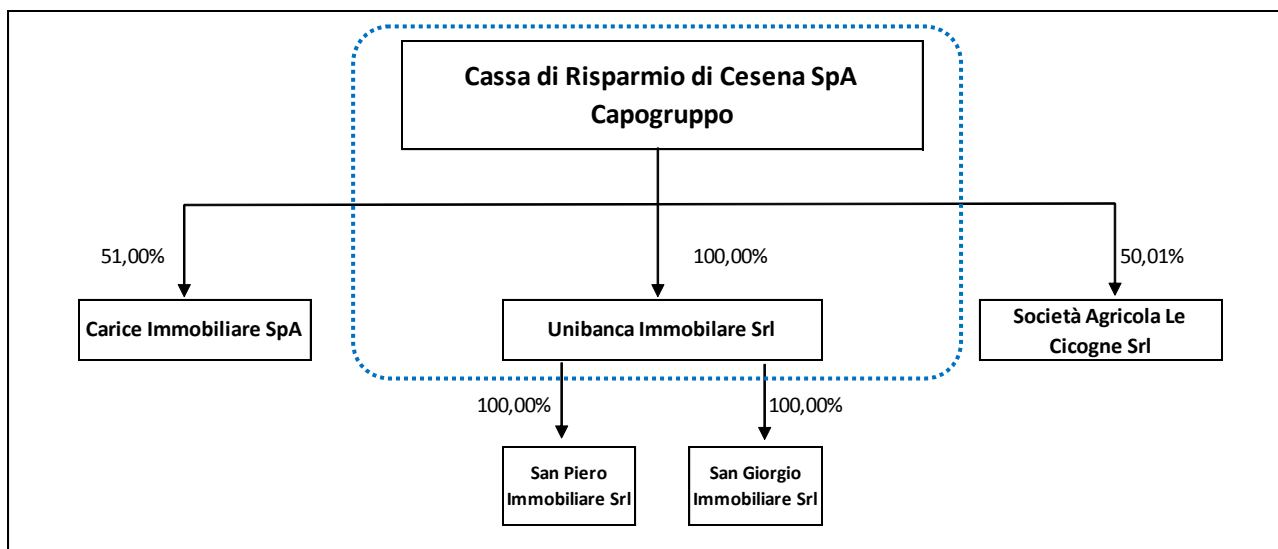 Cassa di Risparmio di Cesena SpA
Capogruppo
51,00%
100,00%
50,01%
Carice Immobiliare SpA
Unibanca Immobilare Srl
Società Agricola Le
Cicogne Srl
100,00%
100,00%
San Piero
Immobiliare Srl
San Giorgio
Immobiliare Srl